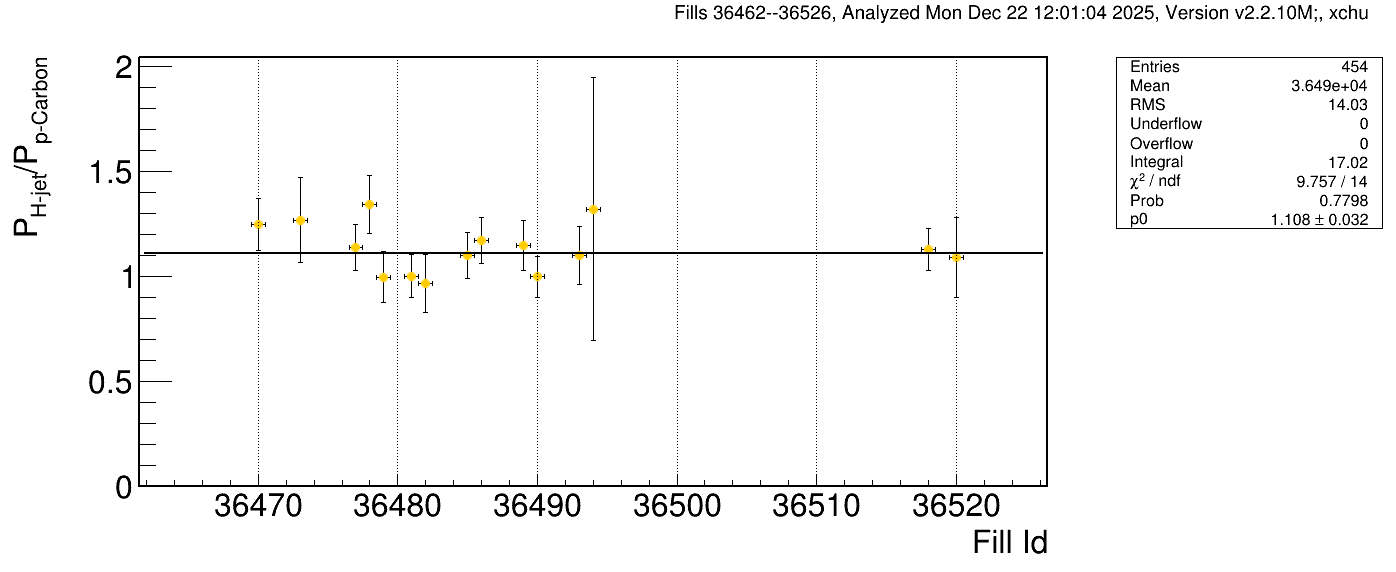 Fills 36462--36526, Analyzed Mon Dec 22 12:01:04 2025, Version v2.2.10M;, xchu
P_H-jet/P_p-Carbon
2
1.5
1
0.5
0
36470 36480 36490 36500 36510 36520
Fill Id
Entries 454
Mean 3.649e+04
RMS 14.03
Underflow 0
Overflow 0
Integral 17.02
χ² / ndf 9.757 / 14
Prob 0.7798
p0 1.108 ± 0.032